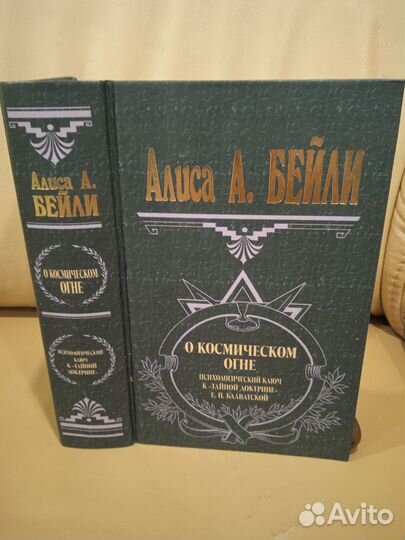 Алиса А.
БЕЙЛИ
О КОСМИЧЕСКОМ
ОГНЕ
ПСИХОЛОГИЧЕСКИЙ
КЛЮЧ
К «ТАЙНОЙ
ДОКТРИНЕ»
Алиса А. БЕЙЛИ
О КОСМИЧЕСКОМ
ОГНЕ
ПСИХОЛОГИЧЕСКИЙ КЛЮЧ
К «ТАЙНОЙ ДОКТРИНЕ»
Е. П. БЛАВАТСКОЙ
Avito